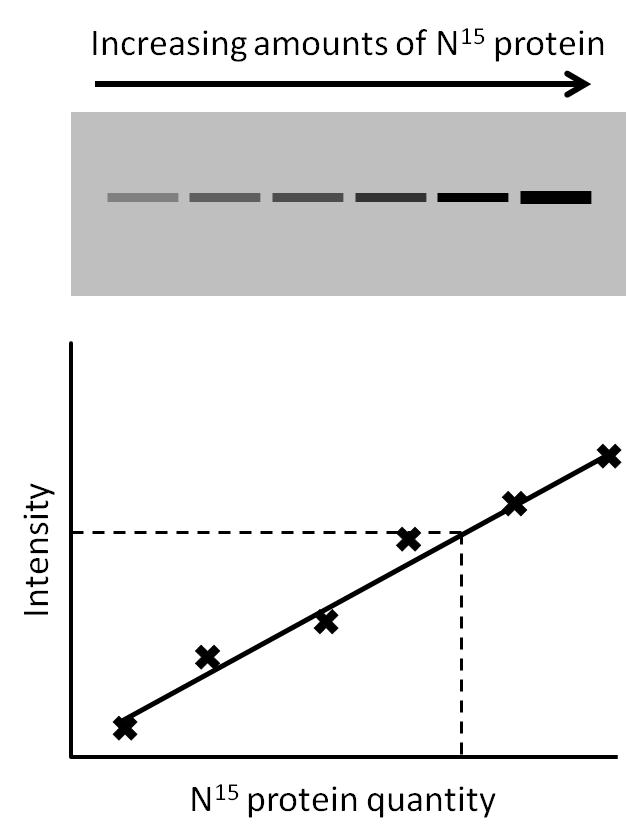 Increasing amounts of N¹⁵ protein
Intensity
N¹⁵ protein quantity